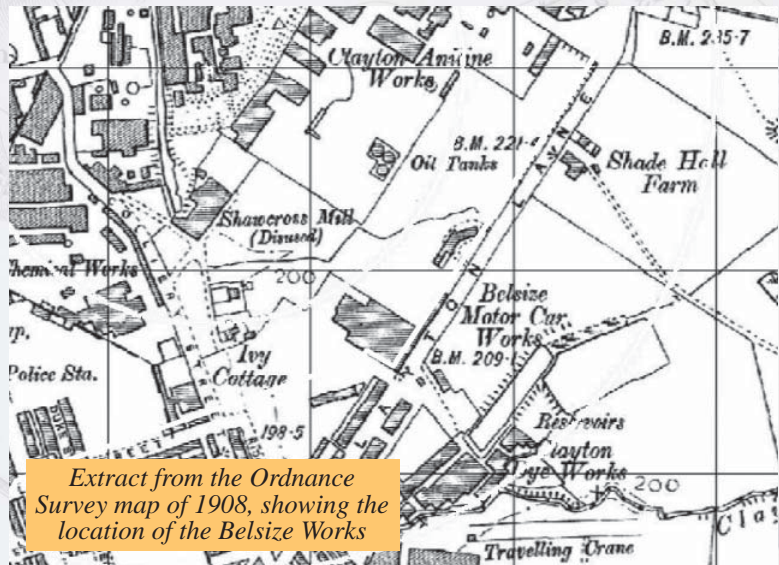 B.M. 235·7
Clayton Aniline
Works
B.M. 221·4
Oil Tanks
LANE
Shade Hall
Farm
Shawcross Mill
(Disused)
Chemical Works
200
Belsize
Motor Car
Works
B.M. 209·1
Ivy
Cottage
Police Sta.
198·5
STREET
Reservoirs
Clayton
Dye Works
200
Extract from the Ordnance
Survey map of 1908, showing the
location of the Belsize Works
Travelling Crane